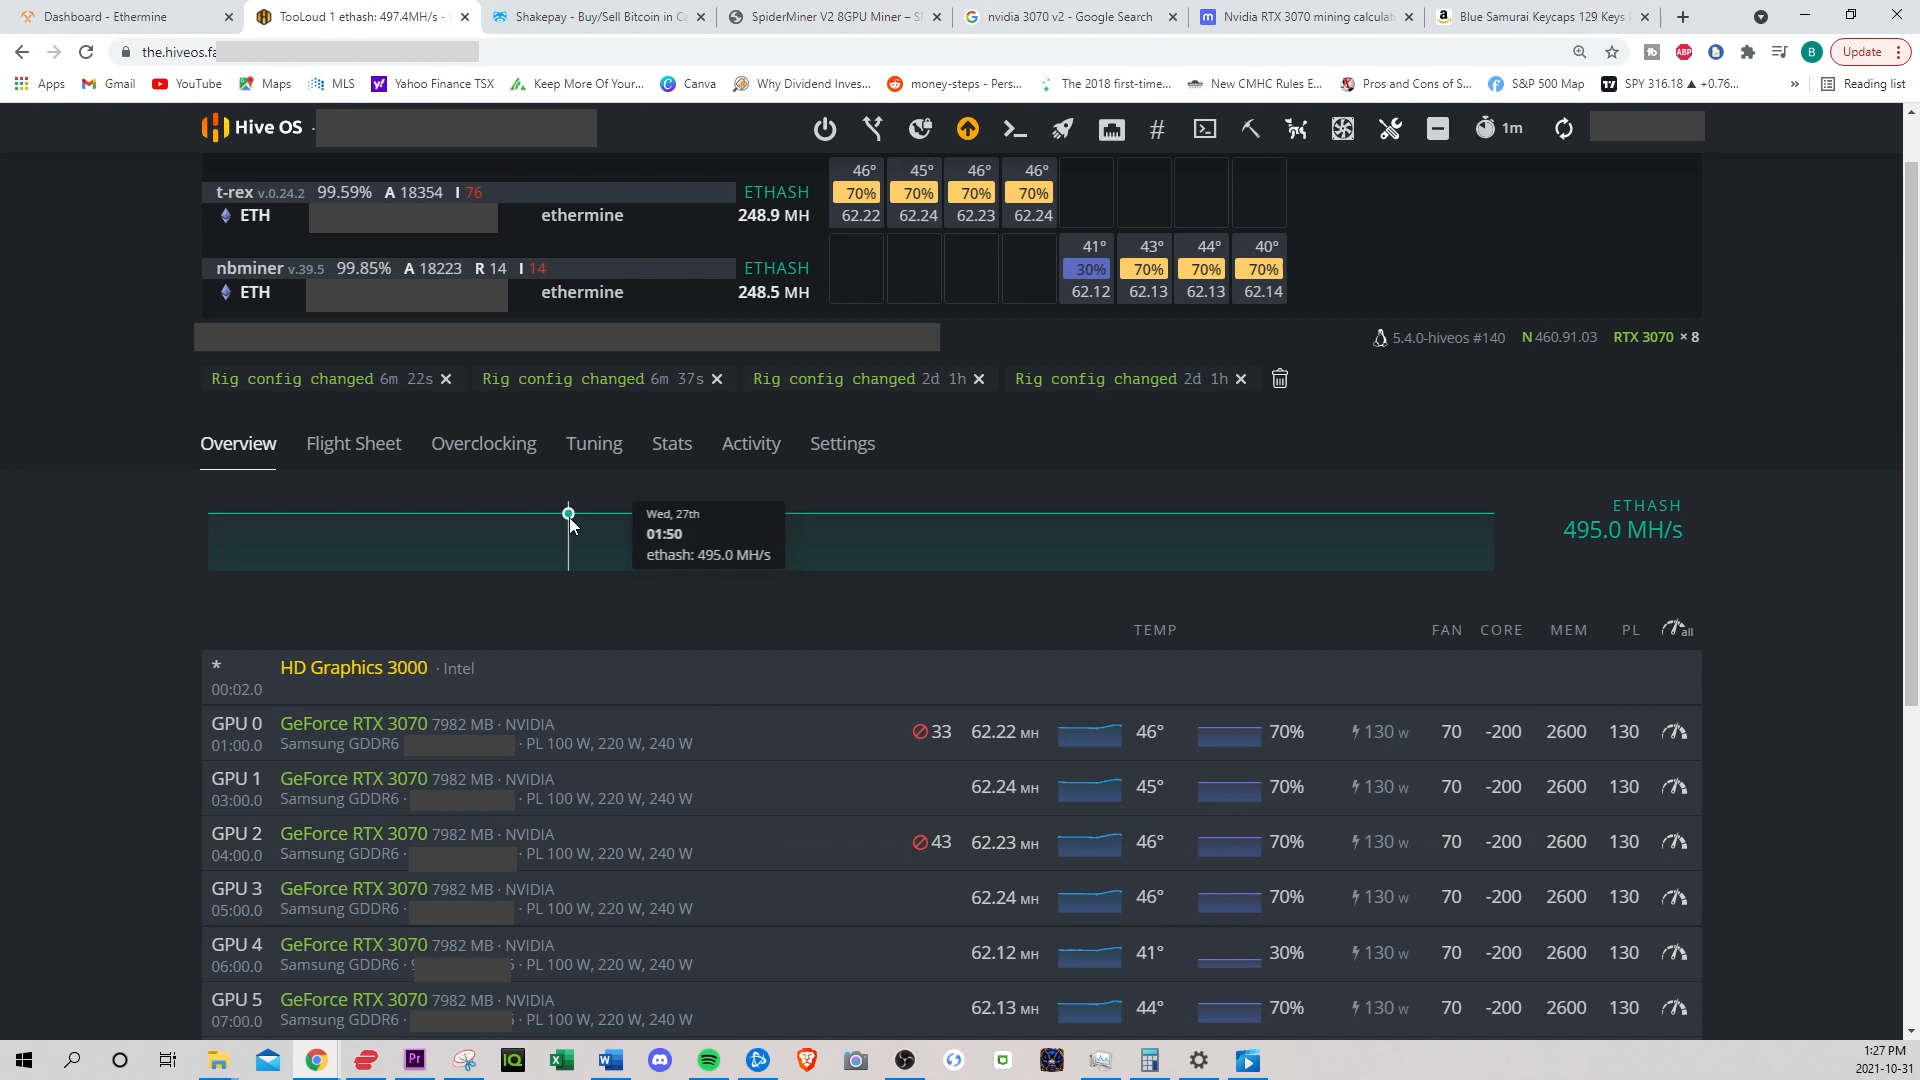 Dashboard - Ethermine
TooLoud 1 ethash: 497.4MH/s -
Shakepay - Buy/Sell Bitcoin in Ca
SpiderMiner V2 8GPU Miner – S
nvidia 3070 v2 - Google Search
Nvidia RTX 3070 mining calculat
Blue Samurai Keycaps 129 Keys
the.hiveos.fa
ABP
B
Update
Apps
Gmail
YouTube
Maps
MLS
Yahoo Finance TSX
Keep More Of Your...
Canva
Why Dividend Inves...
money-steps - Pers...
The 2018 first-time...
New CMHC Rules E...
Pros and Cons of S...
S&P 500 Map
SPY 316.18 ▲ +0.76...
»
Reading list
Hive OS
1m
46° 45° 46° 46°
t-rex v.0.24.2 99.59% A 18354 I 76 ETHASH 70% 70% 70% 70%
ETH ethermine 248.9 MH 62.22 62.24 62.23 62.24
41° 43° 44° 40°
nbminer v.39.5 99.85% A 18223 R 14 I 14 ETHASH 30% 70% 70% 70%
ETH ethermine 248.5 MH 62.12 62.13 62.13 62.14
5.4.0-hiveos #140 N 460.91.03 RTX 3070 × 8
Rig config changed 6m 22s Rig config changed 6m 37s Rig config changed 2d 1h Rig config changed 2d 1h
Overview Flight Sheet Overclocking Tuning Stats Activity Settings
Wed, 27th
01:50
ethash: 495.0 MH/s
ETHASH
495.0 MH/s
TEMP FAN CORE MEM PL all
* HD Graphics 3000 · Intel
00:02.0
GPU 0 GeForce RTX 3070 7982 MB · NVIDIA
01:00.0 Samsung GDDR6 · PL 100 W, 220 W, 240 W
33 62.22 MH 46° 70% 130 W 70 -200 2600 130
GPU 1 GeForce RTX 3070 7982 MB · NVIDIA
03:00.0 Samsung GDDR6 · · PL 100 W, 220 W, 240 W
62.24 MH 45° 70% 130 W 70 -200 2600 130
GPU 2 GeForce RTX 3070 7982 MB · NVIDIA
04:00.0 Samsung GDDR6 · · PL 100 W, 220 W, 240 W
43 62.23 MH 46° 70% 130 W 70 -200 2600 130
GPU 3 GeForce RTX 3070 7982 MB · NVIDIA
05:00.0 Samsung GDDR6 · · PL 100 W, 220 W, 240 W
62.24 MH 46° 70% 130 W 70 -200 2600 130
GPU 4 GeForce RTX 3070 7982 MB · NVIDIA
06:00.0 Samsung GDDR6 · · PL 100 W, 220 W, 240 W
62.12 MH 41° 30% 130 W 70 -200 2600 130
GPU 5 GeForce RTX 3070 7982 MB · NVIDIA
07:00.0 Samsung GDDR6 · · PL 100 W, 220 W, 240 W
62.13 MH 44° 70% 130 W 70 -200 2600 130
Pr
IQ
1:27 PM
2021-10-31